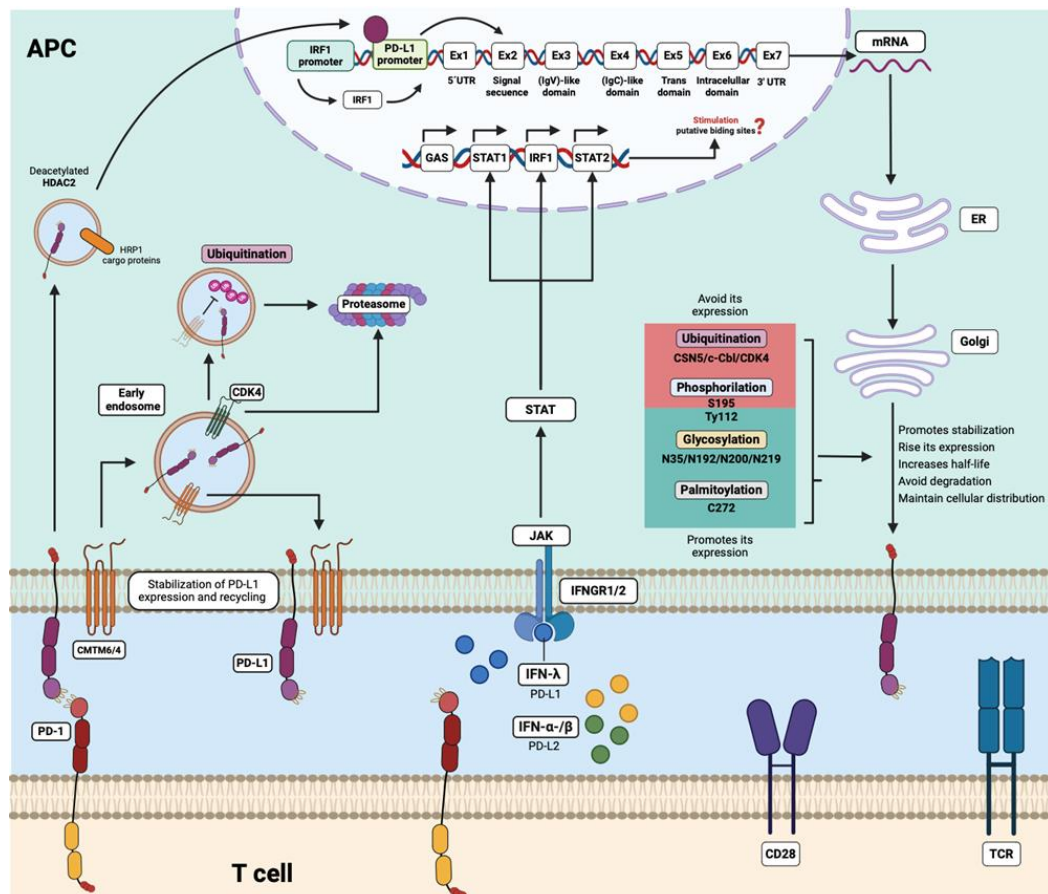 APC
IRF1
promoter
PD-L1
promoter
Ex1
Ex2
Ex3
Ex4
Ex5
Ex6
Ex7
mRNA
5´UTR
Signal
secuence
(IgV)-like
domain
(IgC)-like
domain
Trans
domain
Intracelullar
domain
3' UTR
IRF1
Stimulation
putative biding sites
?
GAS
STAT1
IRF1
STAT2
Deacetylated
HDAC2
HRP1
cargo proteins
ER
Ubiquitination
Proteasome
Avoid its
expression
Ubiquitination
CSN5/c-Cbl/CDK4
Phosphorilation
S195
Ty112
Glycosylation
N35/N192/N200/N219
Palmitoylation
C272
Promotes its
expression
Golgi
Promotes stabilization
Rise its expression
Increases half-life
Avoid degradation
Maintain cellular distribution
Early
endosome
CDK4
STAT
JAK
IFNGR1/2
Stabilization of PD-L1
expression and recycling
CMTM6/4
PD-L1
PD-1
IFN-λ
PD-L1
IFN-α-/β
PD-L2
CD28
TCR
T cell